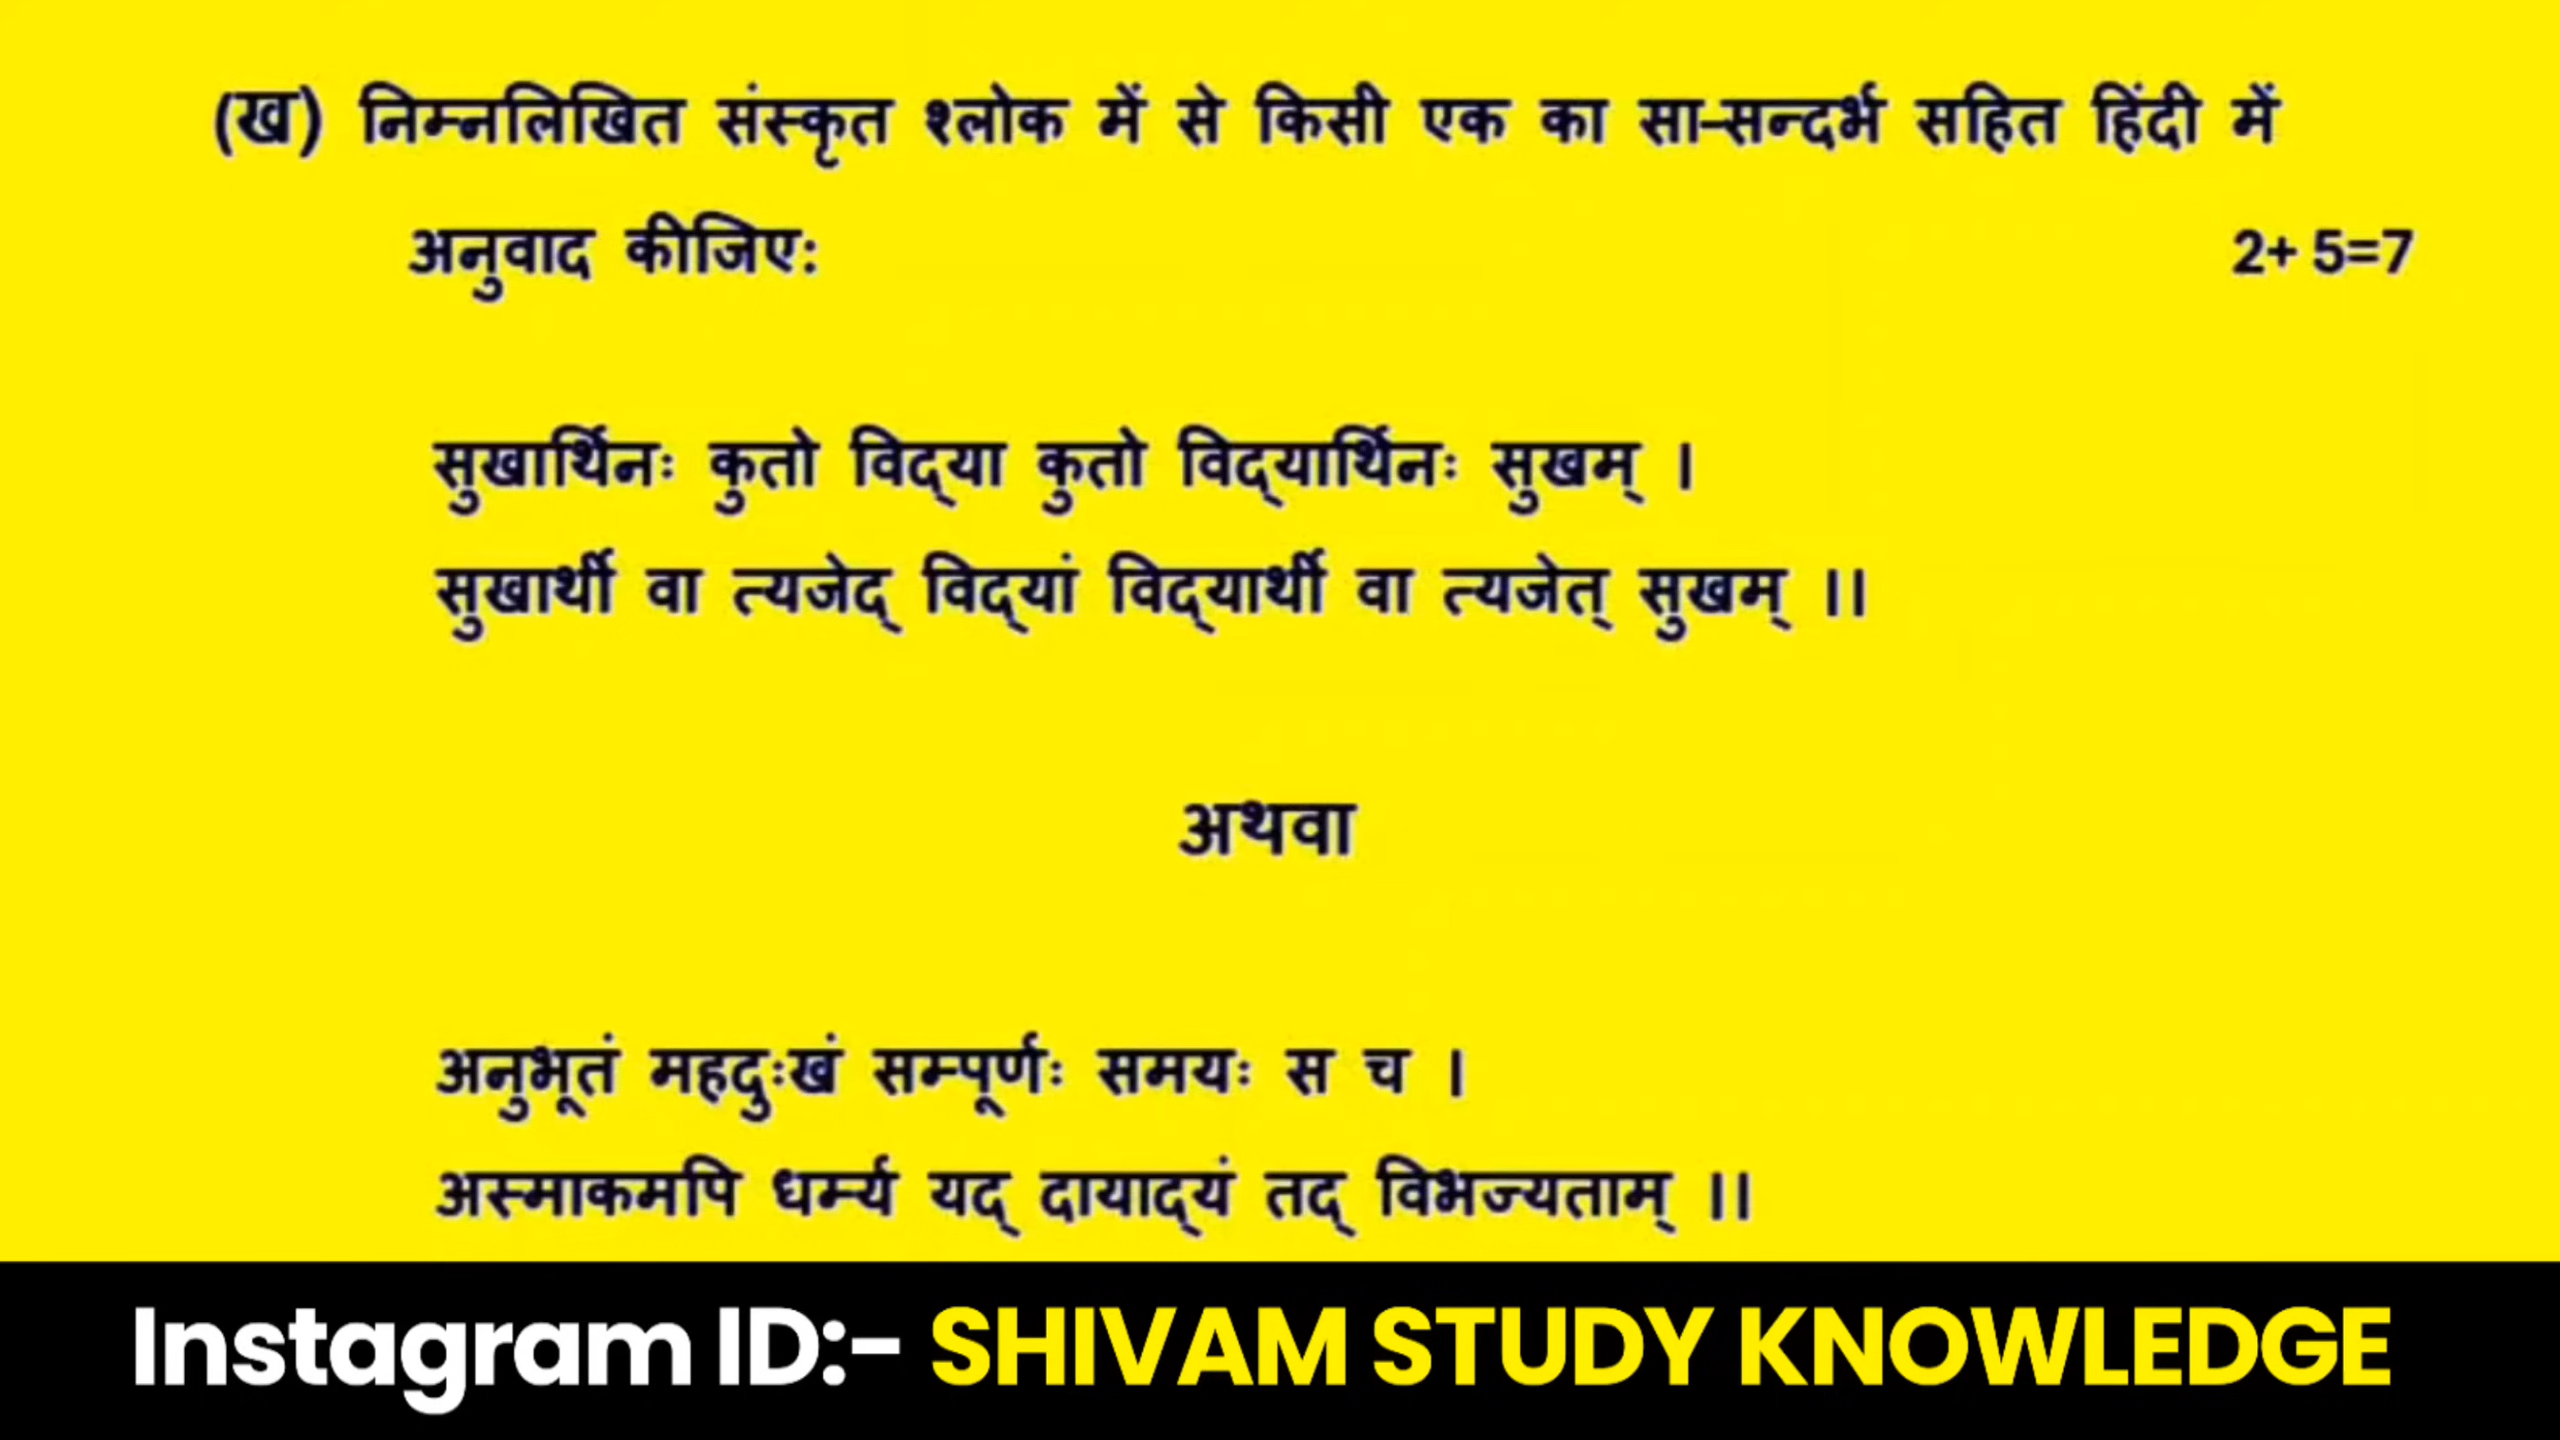 (ख) निम्नलिखित संस्कृत श्लोक में से किसी एक का सा-सन्दर्भ सहित हिंदी में
अनुवाद कीजिए: 2+ 5=7
सुखार्थिनः कुतो विद्या कुतो विद्यार्थिनः सुखम् ।
सुखार्थी वा त्यजेद् विद्यां विद्यार्थी वा त्यजेत् सुखम् ।।
अथवा
अनुभूतं महदुःखं सम्पूर्णः समयः स च ।
अस्माकमपि धर्म्य यद् दायाद्यं तद् विभज्यताम् ।।
Instagram ID:- SHIVAM STUDY KNOWLEDGE